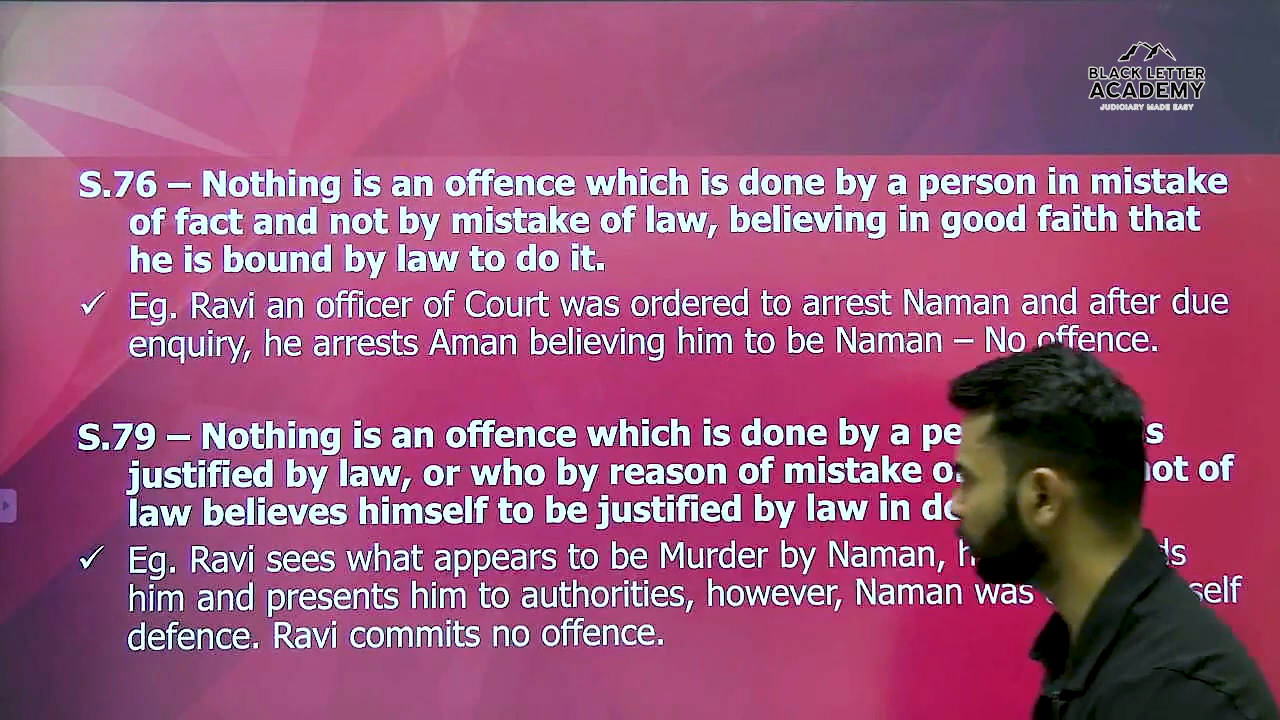 BLACK LETTER
ACADEMY
JUDICIARY MADE EASY
S.76 – Nothing is an offence which is done by a person in mistake
of fact and not by mistake of law, believing in good faith that
he is bound by law to do it.
✓ Eg. Ravi an officer of Court was ordered to arrest Naman and after due
enquiry, he arrests Aman believing him to be Naman – No offence.
S.79 – Nothing is an offence which is done by a
justified by law, or who by reason of mistake not of
law believes himself to be justified by law in
✓ Eg. Ravi sees what appears to be Murder by Naman,
him and presents him to authorities, however, Naman was self
defence. Ravi commits no offence.